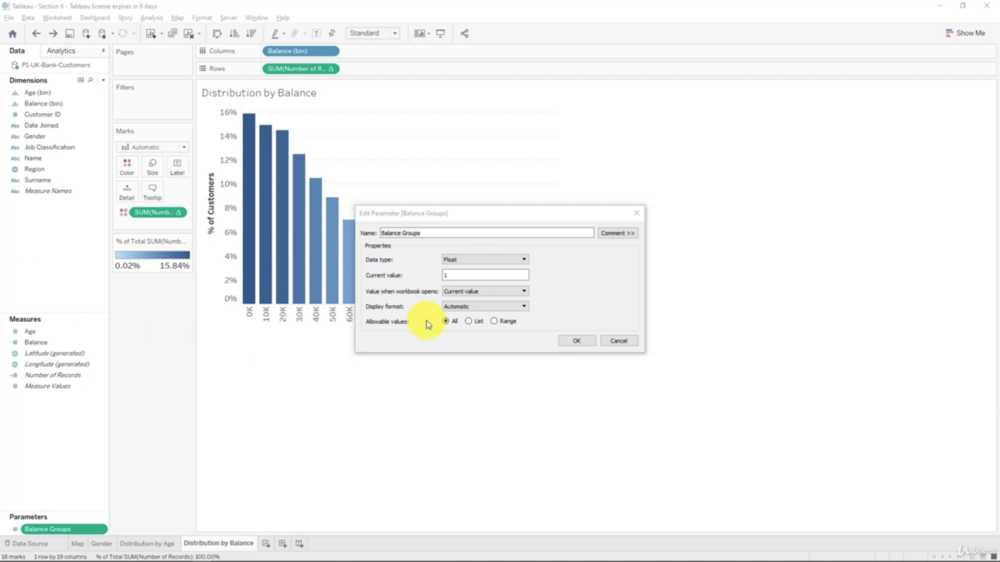 Tableau - Section 6 - Tableau license expires in 6 days
File Data Worksheet Dashboard Story Analysis Map Format Server Window Help
Standard
Show Me
Data Analytics
P1-UK-Bank-Customers
Dimensions
Age (bin)
Balance (bin)
Customer ID
Abc Date Joined
Abc Gender
Abc Job Classification
Abc Name
Region
Abc Surname
Abc Measure Names
Measures
Age
Balance
Latitude (generated)
Longitude (generated)
Number of Records
Measure Values
Parameters
Balance Groups
Pages
Filters
Marks
Automatic
Color Size Label
Detail Tooltip
SUM(Numb..
% of Total SUM(Numb...
0.02% 15.84%
Columns Balance (bin)
Rows SUM(Number of R..
Distribution by Balance
% of Customers
16%
14%
12%
10%
8%
6%
4%
2%
0%
0K 10K 20K 30K 40K 50K 60K
Edit Parameter [Balance Groups]
Name: Balance Groups Comment >>
Properties
Data type: Float
Current value: 1
Value when workbook opens: Current value
Display format: Automatic
Allowable values: All List Range
OK Cancel
Data Source Map Gender Distribution by Age Distribution by Balance
18 marks 1 row by 19 columns % of Total SUM(Number of Records): 100.00%
Udemy